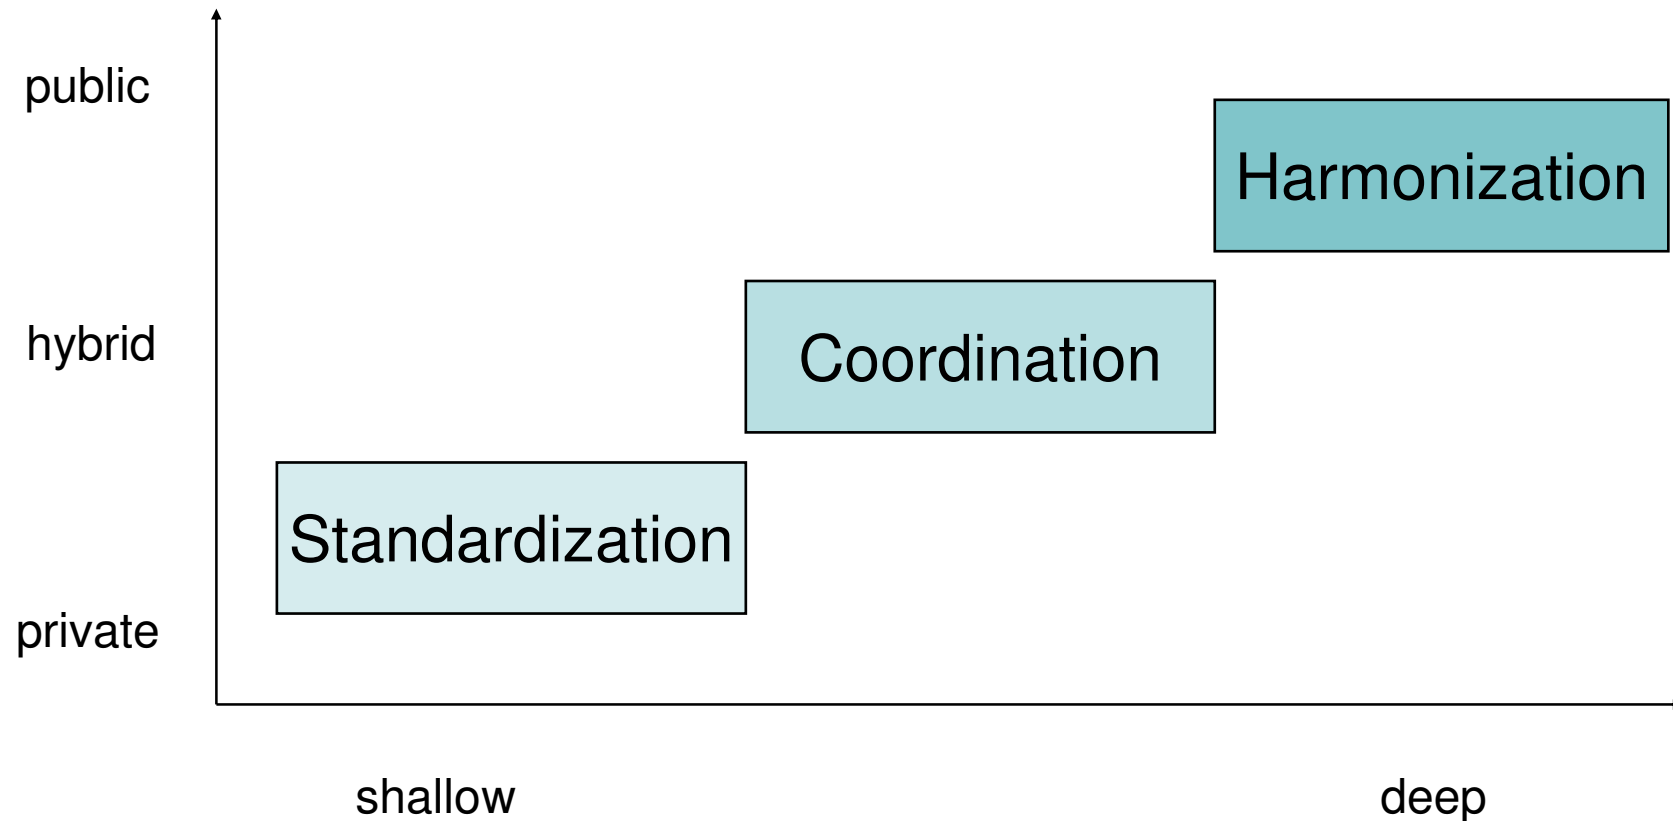 public
Harmonization
hybrid
Coordination
Standardization
private
shallow
deep